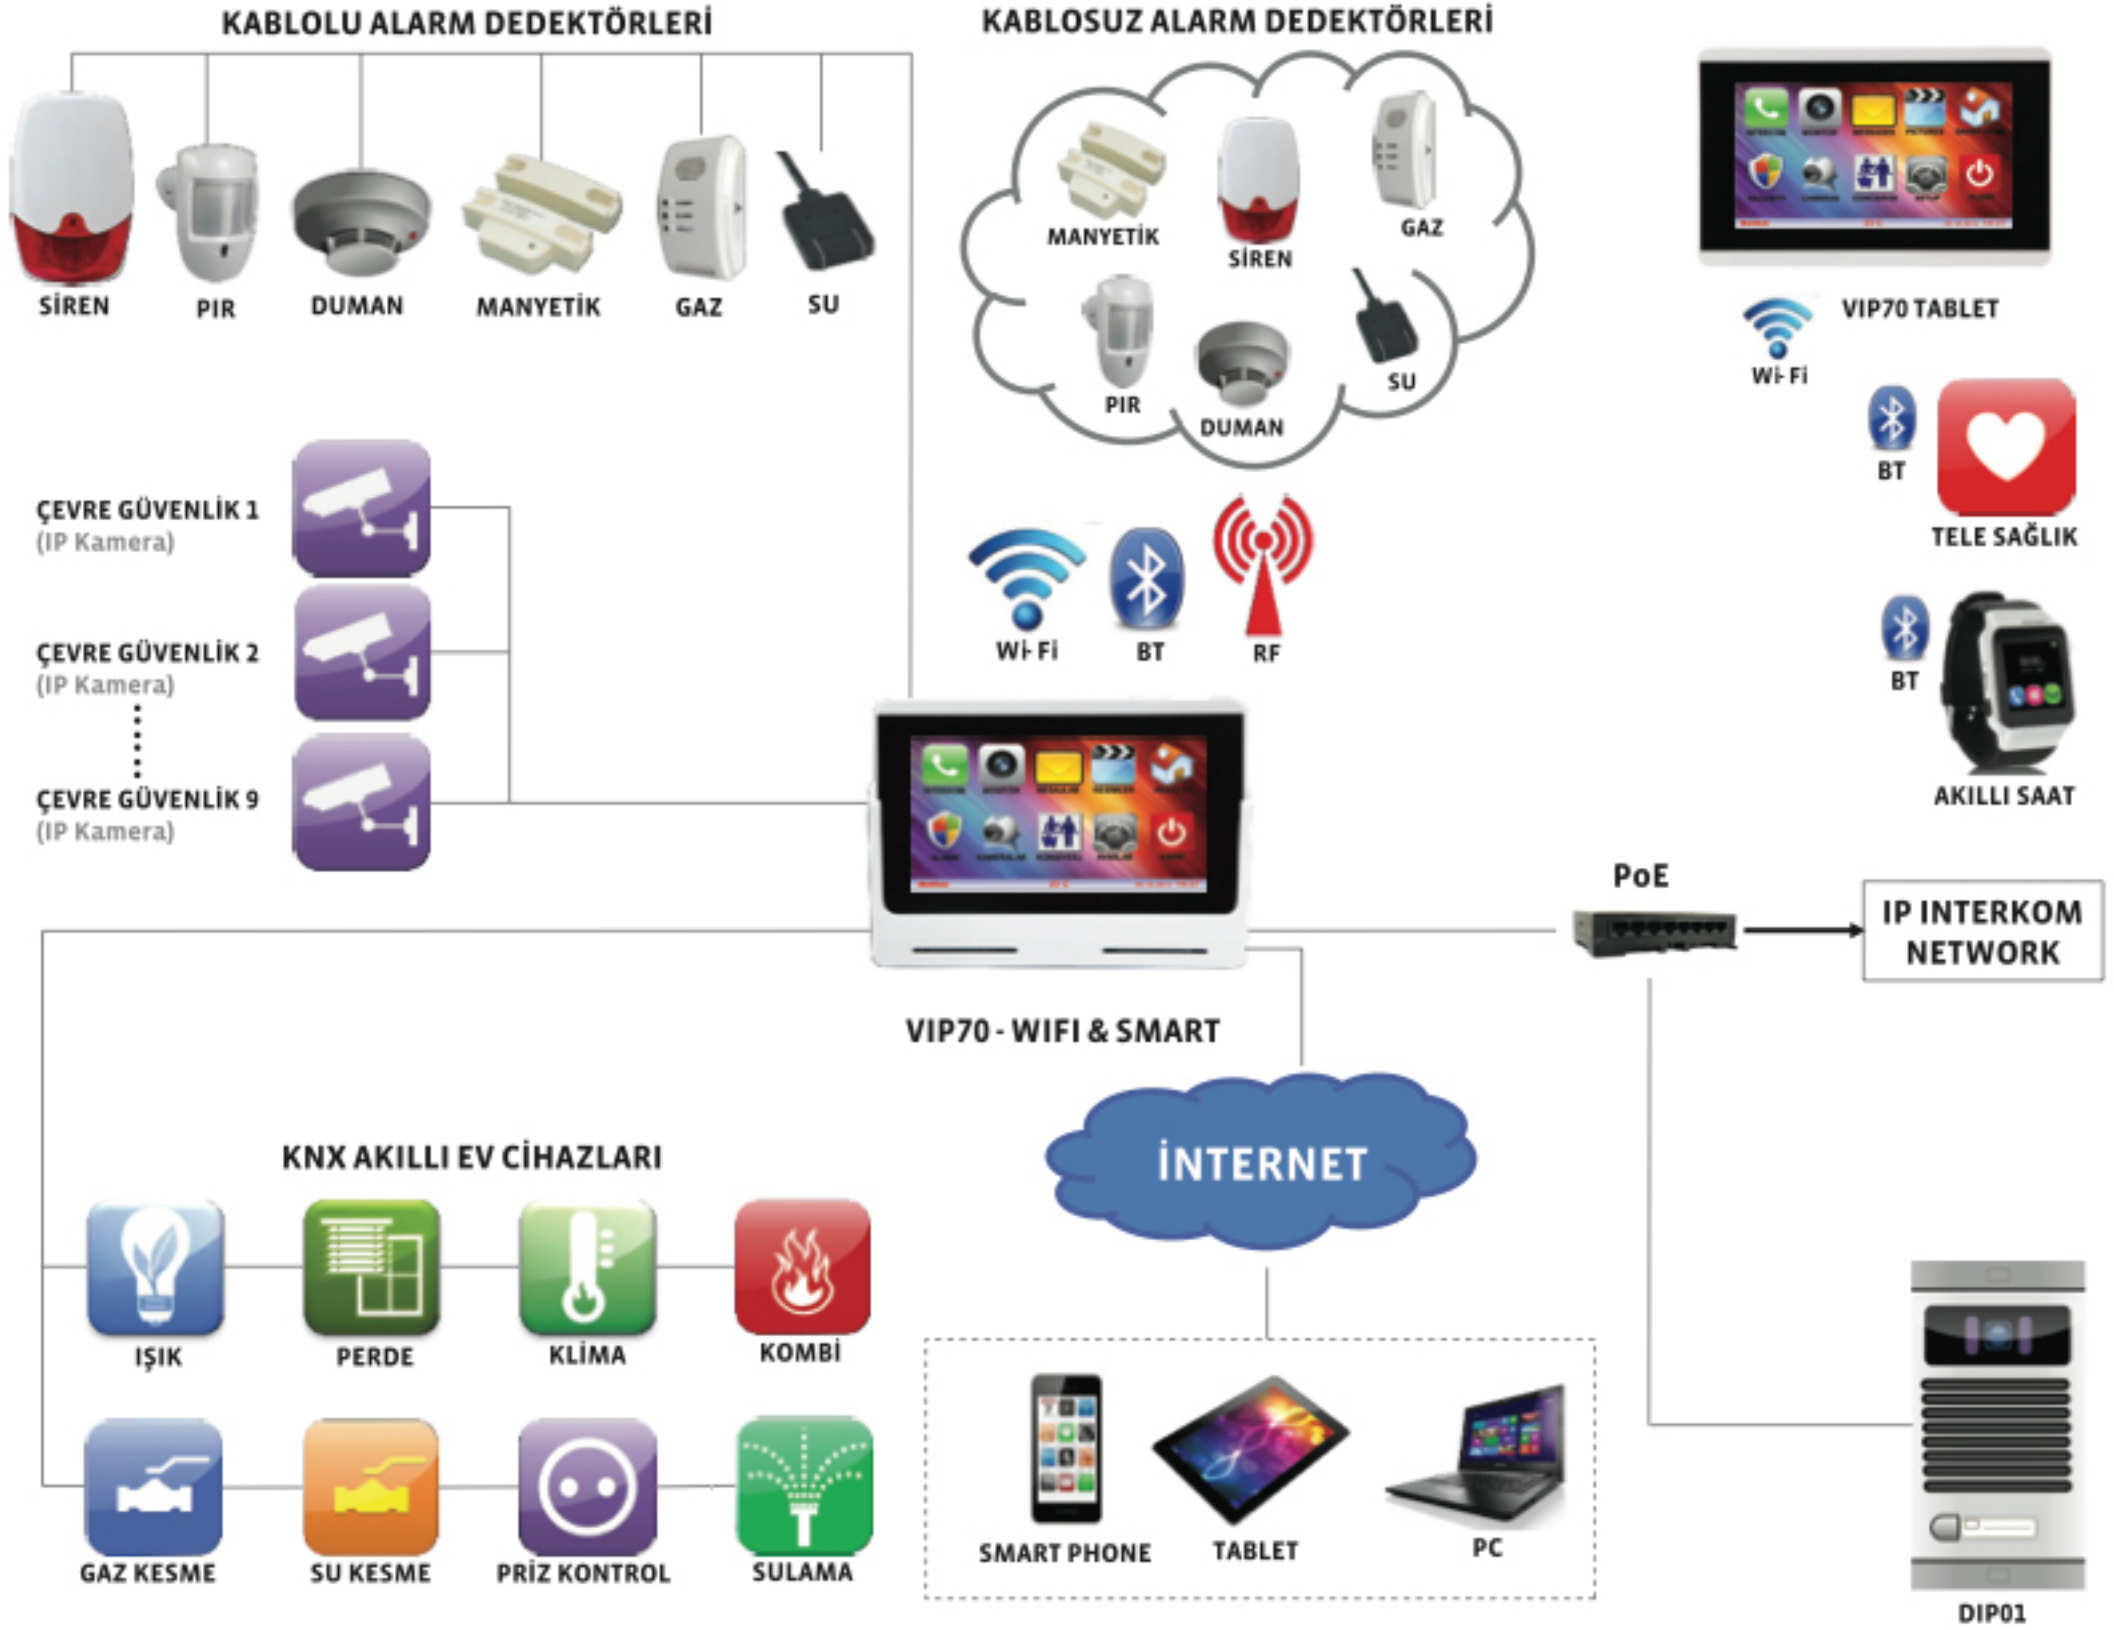 KABLOLU ALARM DEDEKTÖRLERİ
SİREN
PIR
DUMAN
MANYETİK
GAZ
SU
KABLOSUZ ALARM DEDEKTÖRLERİ
MANYETİK
SİREN
GAZ
PIR
DUMAN
SU
VIP70 TABLET
Wi-Fi
BT
TELE SAĞLIK
BT
AKILLI SAAT
ÇEVRE GÜVENLİK 1
(IP Kamera)
ÇEVRE GÜVENLİK 2
(IP Kamera)
ÇEVRE GÜVENLİK 9
(IP Kamera)
Wi-Fi
BT
RF
VIP70 - WIFI & SMART
PoE
IP INTERKOM
NETWORK
İNTERNET
KNX AKILLI EV CİHAZLARI
IŞIK
PERDE
KLİMA
KOMBİ
GAZ KESME
SU KESME
PRİZ KONTROL
SULAMA
SMART PHONE
TABLET
PC
DIP01